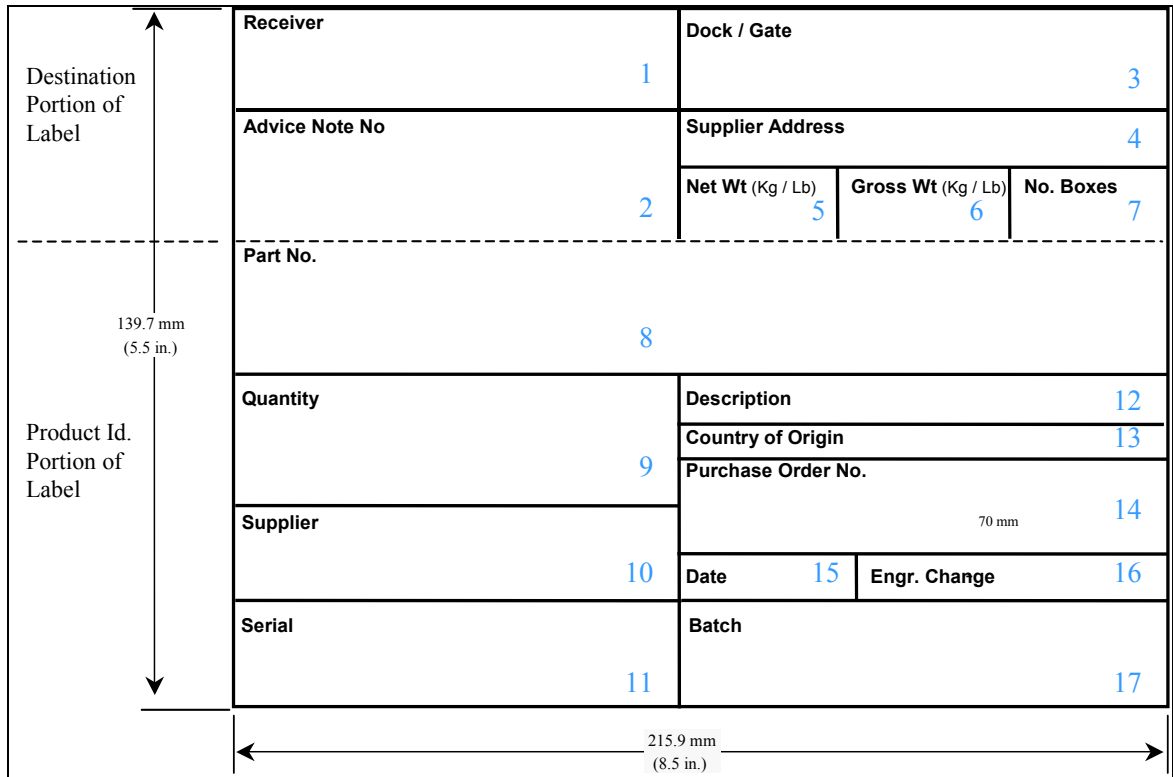 Receiver
1
Dock / Gate
3
Destination
Portion of
Label
Advice Note No
2
Supplier Address
4
Net Wt (Kg / Lb)
5
Gross Wt (Kg / Lb)
6
No. Boxes
7
Part No.
8
139.7 mm
(5.5 in.)
Product Id.
Portion of
Label
Quantity
9
Description
12
Country of Origin
13
Purchase Order No.
14
70 mm
Supplier
10
Date
15
Engr. Change
16
Serial
11
Batch
17
215.9 mm
(8.5 in.)